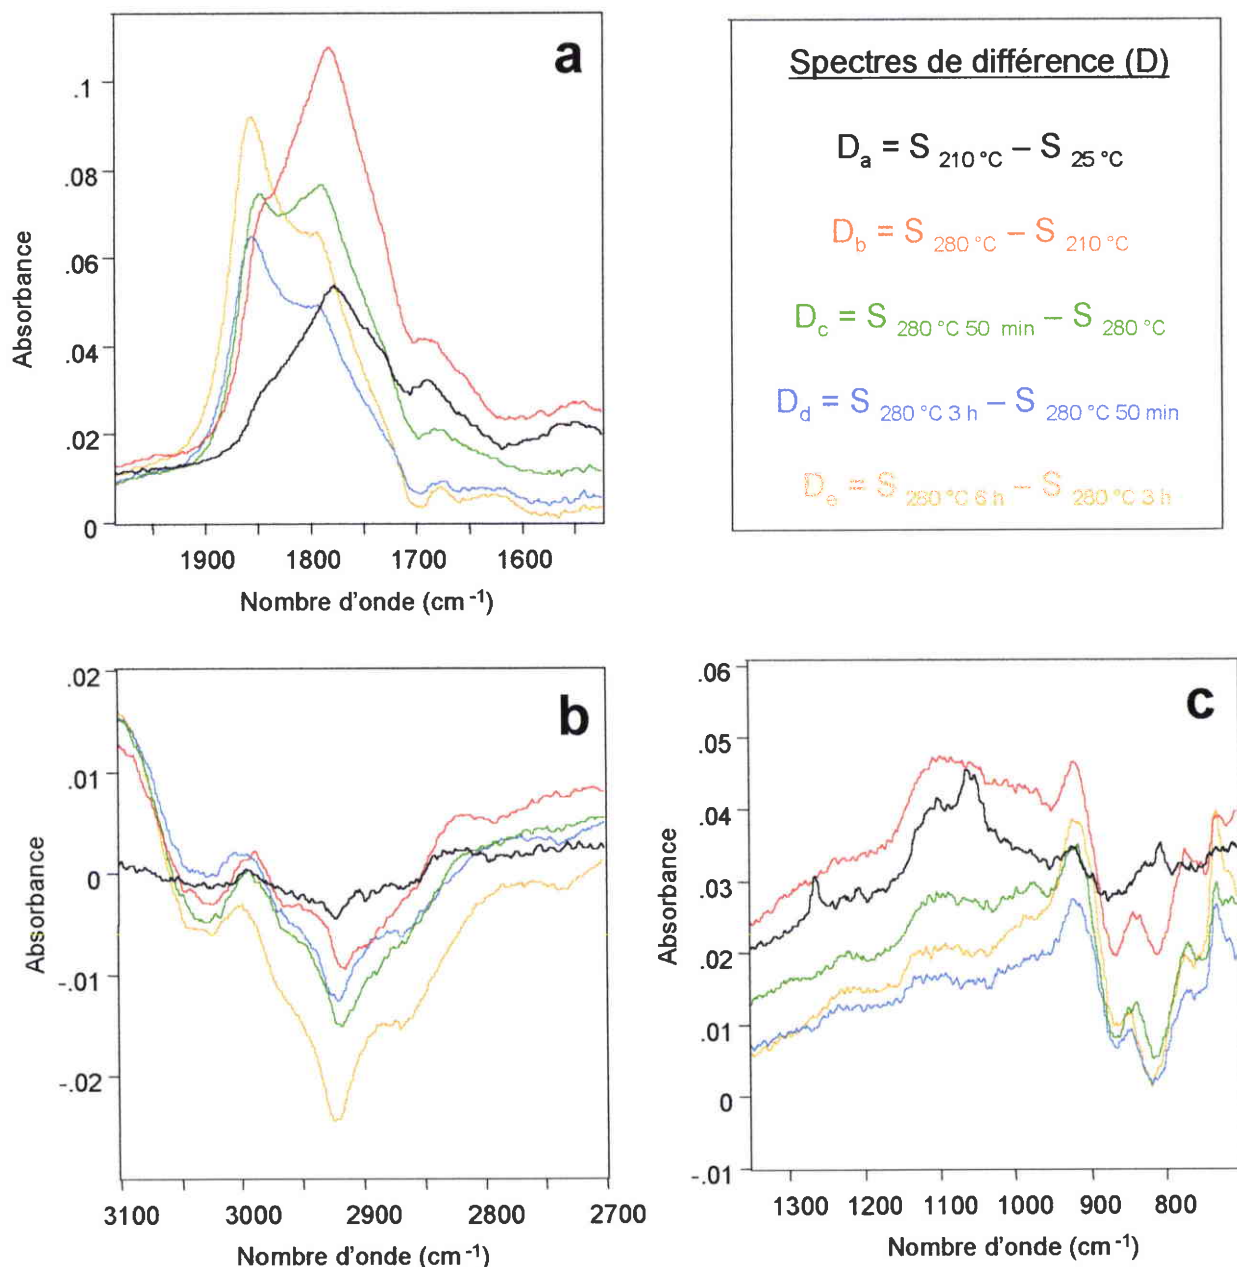 a
.1
.08
.06
.04
.02
0
Absorbance
1900 1800 1700 1600
Nombre d'onde (cm⁻¹)
Spectres de différence (D)
Dₐ = S 210 °C – S 25 °C
D_b = S 280 °C – S 210 °C
D_c = S 280 °C 50 min – S 280 °C
D_d = S 280 °C 3 h – S 280 °C 50 min
D_e = S 280 °C 6 h – S 280 °C 3 h
b
.02
.01
0
-.01
-.02
Absorbance
3100 3000 2900 2800 2700
Nombre d'onde (cm⁻¹)
c
.06
.05
.04
.03
.02
.01
0
-.01
Absorbance
1300 1200 1100 1000 900 800
Nombre d'onde (cm⁻¹)